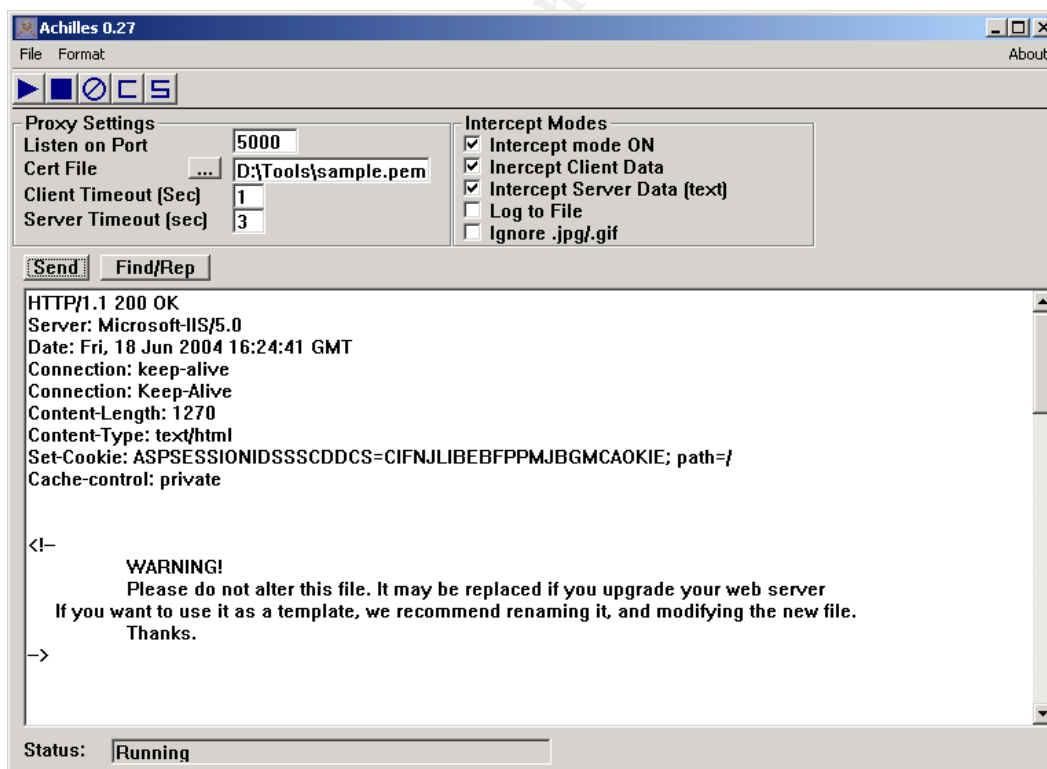 Achilles 0.27
File Format About
Proxy Settings
Listen on Port 5000
Cert File ... D:\Tools\sample.pem
Client Timeout (Sec) 1
Server Timeout (sec) 3
Intercept Modes
Intercept mode ON
Inercept Client Data
Intercept Server Data (text)
Log to File
Ignore .jpg/.gif
Send Find/Rep
HTTP/1.1 200 OK
Server: Microsoft-IIS/5.0
Date: Fri, 18 Jun 2004 16:24:41 GMT
Connection: keep-alive
Connection: Keep-Alive
Content-Length: 1270
Content-Type: text/html
Set-Cookie: ASPSESSIONIDSSSCDDCS=CIFNJLIBEBFPPMJBGMCAOKIE; path=/
Cache-control: private
<!--
WARNING!
Please do not alter this file. It may be replaced if you upgrade your web server
If you want to use it as a template, we recommend renaming it, and modifying the new file.
Thanks.
-->
Status: Running